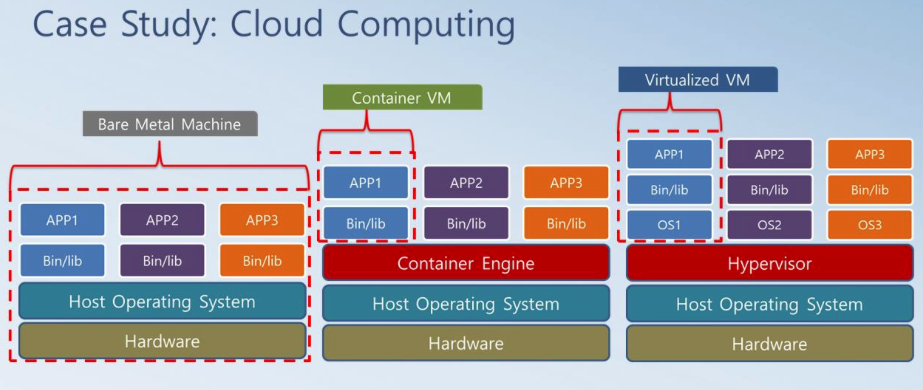 Case Study: Cloud Computing
Bare Metal Machine
APP1 APP2 APP3
Bin/lib Bin/lib Bin/lib
Host Operating System
Hardware
Container VM
APP1 APP2 APP3
Bin/lib Bin/lib Bin/lib
Container Engine
Host Operating System
Hardware
Virtualized VM
APP1 APP2 APP3
Bin/lib Bin/lib Bin/lib
OS1 OS2 OS3
Hypervisor
Host Operating System
Hardware